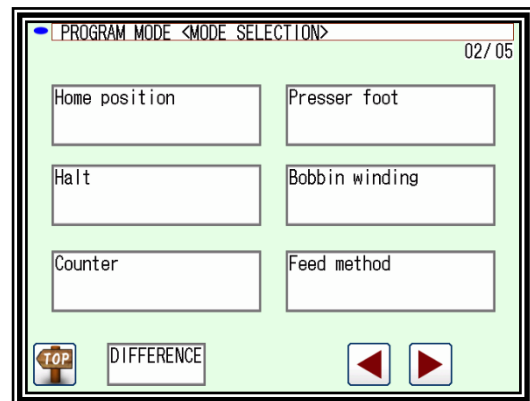 PROGRAM MODE <MODE SELECTION>
02/05
Home position
Presser foot
Halt
Bobbin winding
Counter
Feed method
TOP
DIFFERENCE